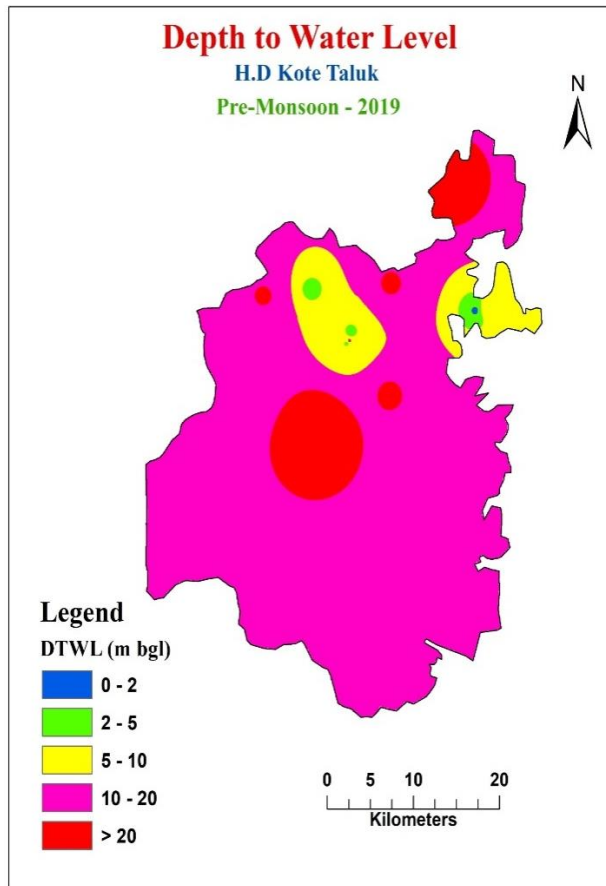 Depth to Water Level
H.D Kote Taluk
Pre-Monsoon - 2019
N
Legend
DTWL (m bgl)
0 - 2
2 - 5
5 - 10
10 - 20
> 20
0 5 10 20
Kilometers